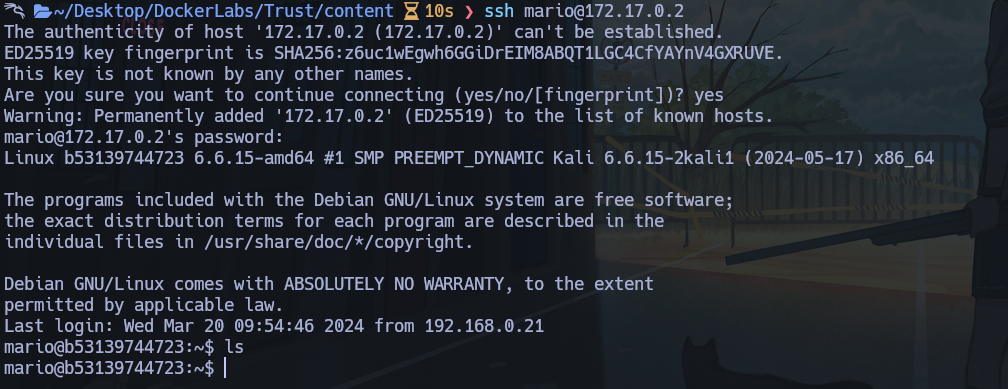 ~/Desktop/DockerLabs/Trust/content 10s ❯ ssh mario@172.17.0.2
The authenticity of host '172.17.0.2 (172.17.0.2)' can't be established.
ED25519 key fingerprint is SHA256:z6uc1wEgwh6GGiDrEIM8ABQT1LGC4CfYAYnV4GXRUVE.
This key is not known by any other names.
Are you sure you want to continue connecting (yes/no/[fingerprint])? yes
Warning: Permanently added '172.17.0.2' (ED25519) to the list of known hosts.
mario@172.17.0.2's password:
Linux b53139744723 6.6.15-amd64 #1 SMP PREEMPT_DYNAMIC Kali 6.6.15-2kali1 (2024-05-17) x86_64
The programs included with the Debian GNU/Linux system are free software;
the exact distribution terms for each program are described in the
individual files in /usr/share/doc/*/copyright.
Debian GNU/Linux comes with ABSOLUTELY NO WARRANTY, to the extent
permitted by applicable law.
Last login: Wed Mar 20 09:54:46 2024 from 192.168.0.21
mario@b53139744723:~$ ls
mario@b53139744723:~$